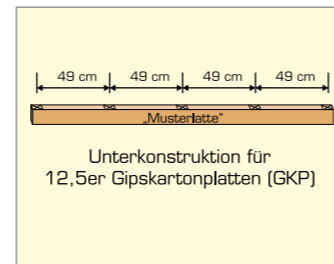 49 cm 49 cm 49 cm 49 cm
„Musterlatte“
Unterkonstruktion für
12,5er Gipskartonplatten (GKP)